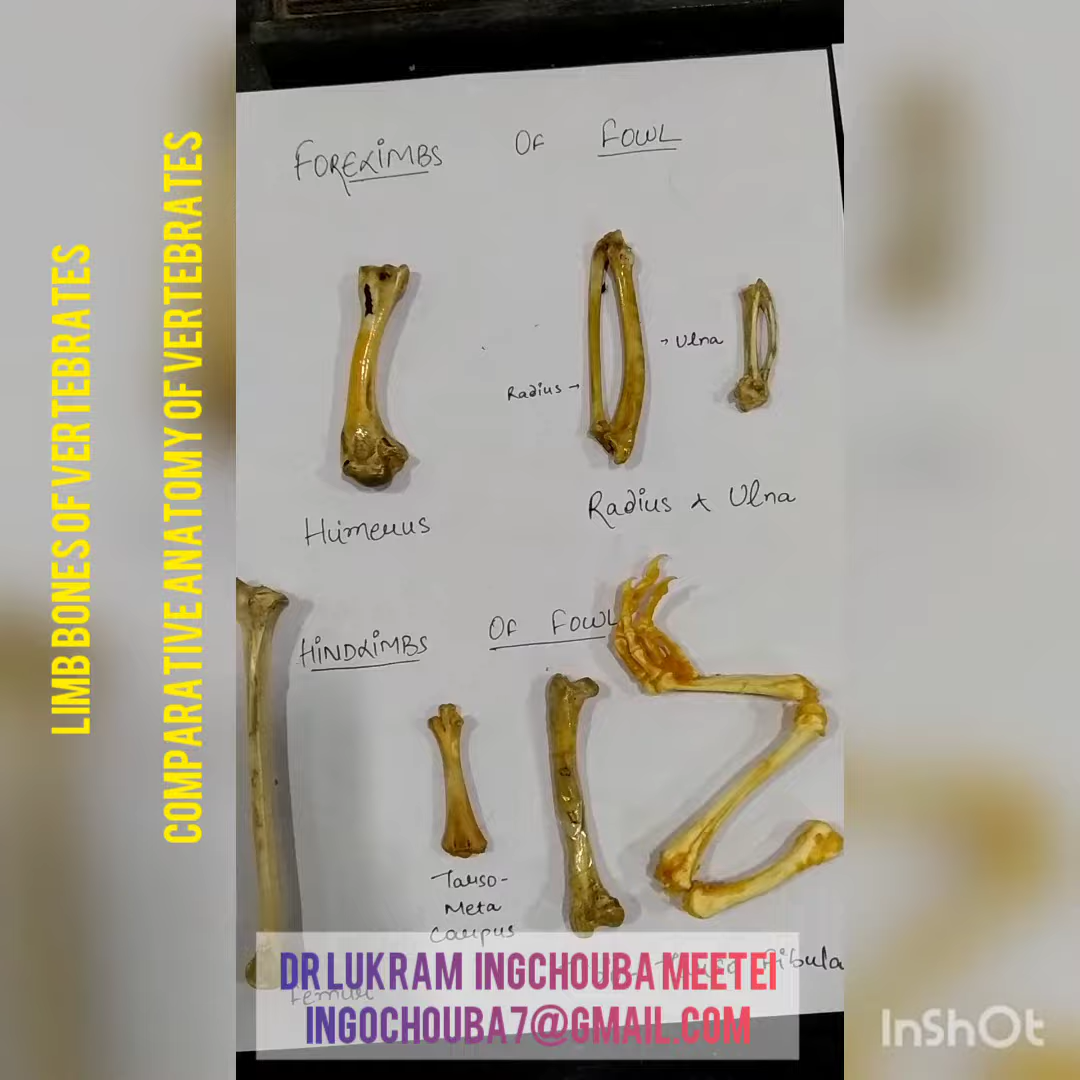 LIMB BONES OF VERTEBRATES
COMPARATIVE ANATOMY OF VERTEBRATES
FORELIMBS OF FOWL
Radius →
→ Ulna
Humerus
Radius & Ulna
HINDLIMBS OF FOWL
Tarso-
Meta
Carpus
Femur
Fibula
DR LUKRAM INGCHOUBA MEETEI
INGOCHOUBA7@GMAIL.COM
InShOt